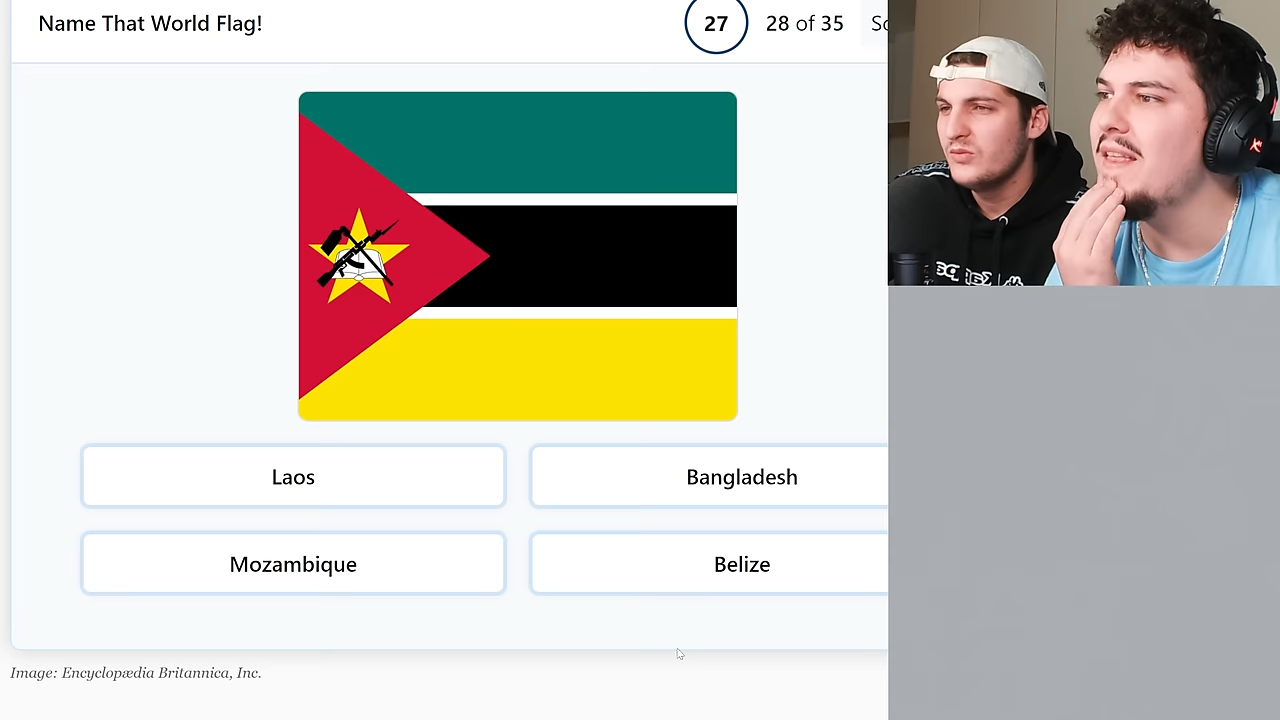 Name That World Flag!
27
28 of 35
Laos
Bangladesh
Mozambique
Belize
Image: Encyclopædia Britannica, Inc.